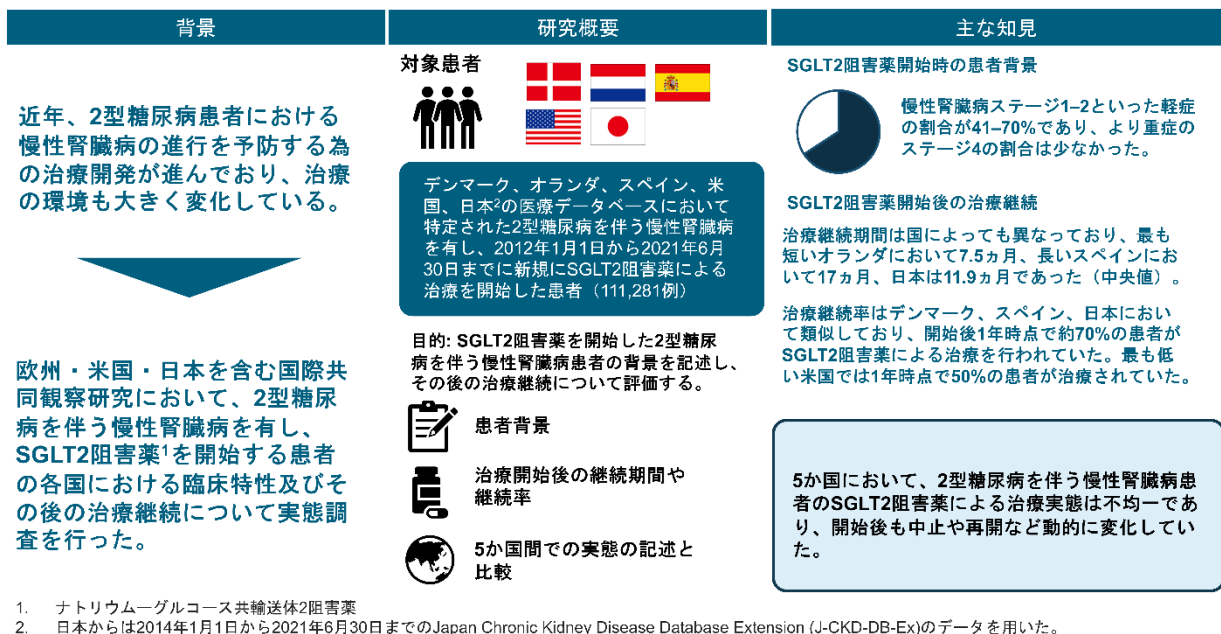 背景
近年、2型糖尿病患者における
慢性腎臓病の進行を予防する為
の治療開発が進んでおり、治療
の環境も大きく変化している。
欧州・米国・日本を含む国際共
同観察研究において、2型糖尿
病を伴う慢性腎臓病を有し、
SGLT2阻害薬1を開始する患者
の各国における臨床特性及びそ
の後の治療継続について実態調
査を行った。
研究概要
対象患者
デンマーク、オランダ、スペイン、米
国、日本2の医療データベースにおいて
特定された2型糖尿病を伴う慢性腎臓病
を有し、2012年1月1日から2021年6月
30日までに新規にSGLT2阻害薬による
治療を開始した患者（111,281例）
目的: SGLT2阻害薬を開始した2型糖尿
病を伴う慢性腎臓病患者の背景を記述し、
その後の治療継続について評価する。
患者背景
治療開始後の継続期間や
継続率
5か国間での実態の記述と
比較
主な知見
SGLT2阻害薬開始時の患者背景
慢性腎臓病ステージ1–2といった軽症
の割合が41–70%であり、より重症の
ステージ4の割合は少なかった。
SGLT2阻害薬開始後の治療継続
治療継続期間は国によっても異なっており、最も
短いオランダにおいて7.5ヵ月、長いスペインにお
いて17ヵ月、日本は11.9ヵ月であった（中央値）。
治療継続率はデンマーク、スペイン、日本におい
て類似しており、開始後1年時点で約70%の患者が
SGLT2阻害薬による治療を行われていた。最も低
い米国では1年時点で50%の患者が治療されていた。
5か国において、2型糖尿病を伴う慢性腎臓病患
者のSGLT2阻害薬による治療実態は不均一であ
り、開始後も中止や再開など動的に変化してい
た。
1. ナトリウム－グルコース共輸送体2阻害薬
2. 日本からは2014年1月1日から2021年6月30日までのJapan Chronic Kidney Disease Database Extension (J-CKD-DB-Ex)のデータを用いた。